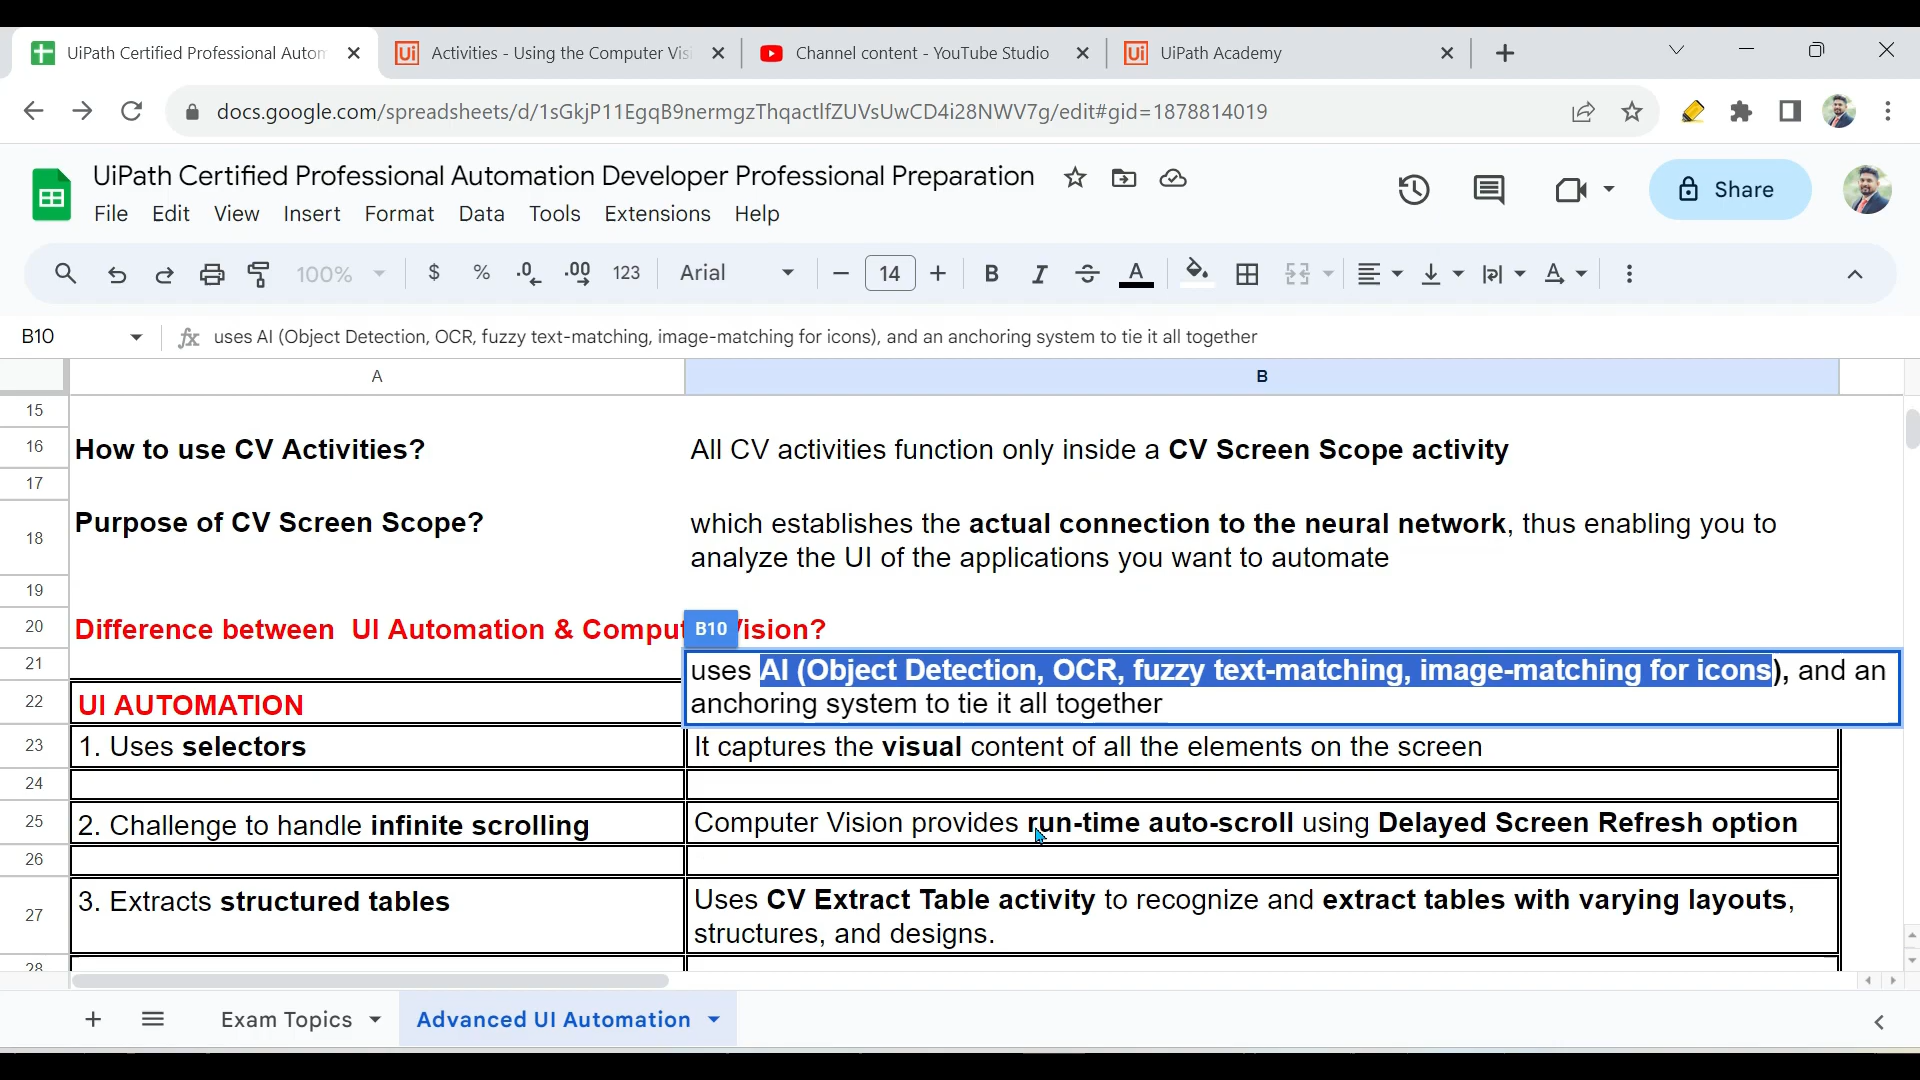 UiPath Certified Professional Autom
Activities - Using the Computer Vis
Channel content - YouTube Studio
UiPath Academy
docs.google.com/spreadsheets/d/1sGkjP11EgqB9nermgzThqactlfZUVsUwCD4i28NWV7g/edit#gid=1878814019
UiPath Certified Professional Automation Developer Professional Preparation
File Edit View Insert Format Data Tools Extensions Help
Share
100% $ % .0 .00 123 Arial 14 B I A
B10 fx uses AI (Object Detection, OCR, fuzzy text-matching, image-matching for icons), and an anchoring system to tie it all together
A B
15
16 How to use CV Activities? All CV activities function only inside a CV Screen Scope activity
17
18 Purpose of CV Screen Scope? which establishes the actual connection to the neural network, thus enabling you to
analyze the UI of the applications you want to automate
19
20 Difference between UI Automation & Comput B10 Vision?
21 uses AI (Object Detection, OCR, fuzzy text-matching, image-matching for icons), and an
anchoring system to tie it all together
22 UI AUTOMATION
23 1. Uses selectors It captures the visual content of all the elements on the screen
24
25 2. Challenge to handle infinite scrolling Computer Vision provides run-time auto-scroll using Delayed Screen Refresh option
26
27 3. Extracts structured tables Uses CV Extract Table activity to recognize and extract tables with varying layouts,
structures, and designs.
28
Exam Topics Advanced UI Automation